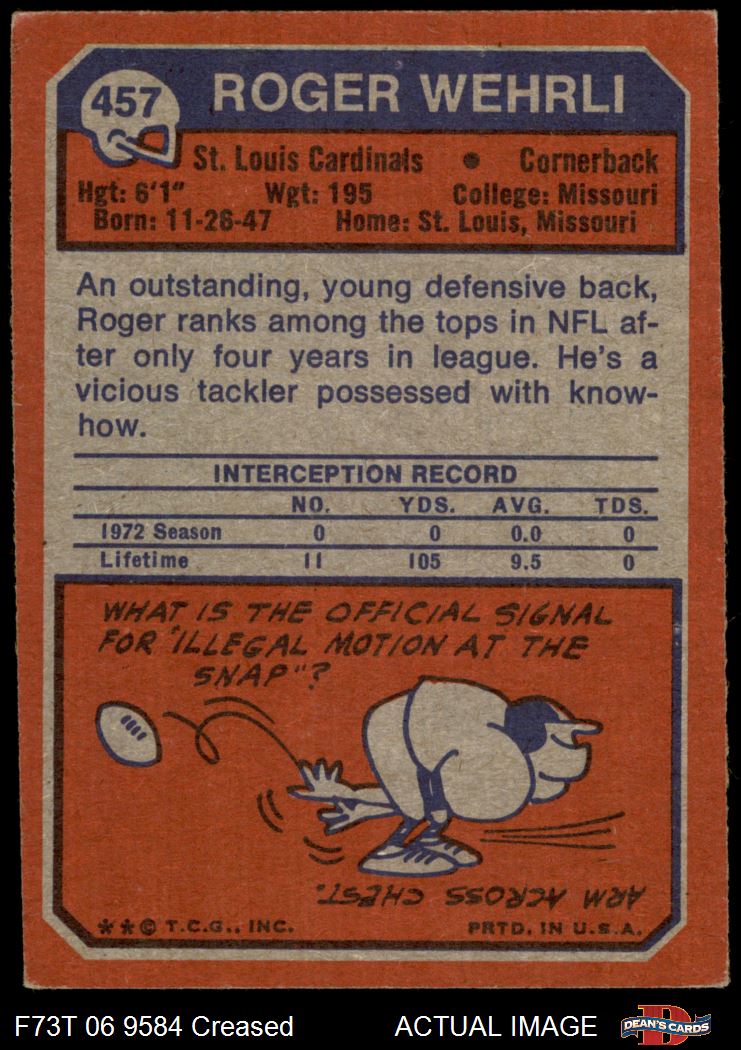 457
ROGER WEHRLI
St. Louis Cardinals • Cornerback
Hgt: 6'1" Wgt: 195 College: Missouri
Born: 11-26-47 Home: St. Louis, Missouri
An outstanding, young defensive back,
Roger ranks among the tops in NFL af-
ter only four years in league. He's a
vicious tackler possessed with know-
how.
INTERCEPTION RECORD
NO. YDS. AVG. TDS.
1972 Season 0 0 0.0 0
Lifetime 11 105 9.5 0
WHAT IS THE OFFICIAL SIGNAL
FOR "ILLEGAL MOTION AT THE
SNAP"?
ARM ACROSS CHEST.
**© T.C.G., INC. PRTD. IN U.S.A.
F73T 06 9584 Creased ACTUAL IMAGE
D
DEAN'S CARDS